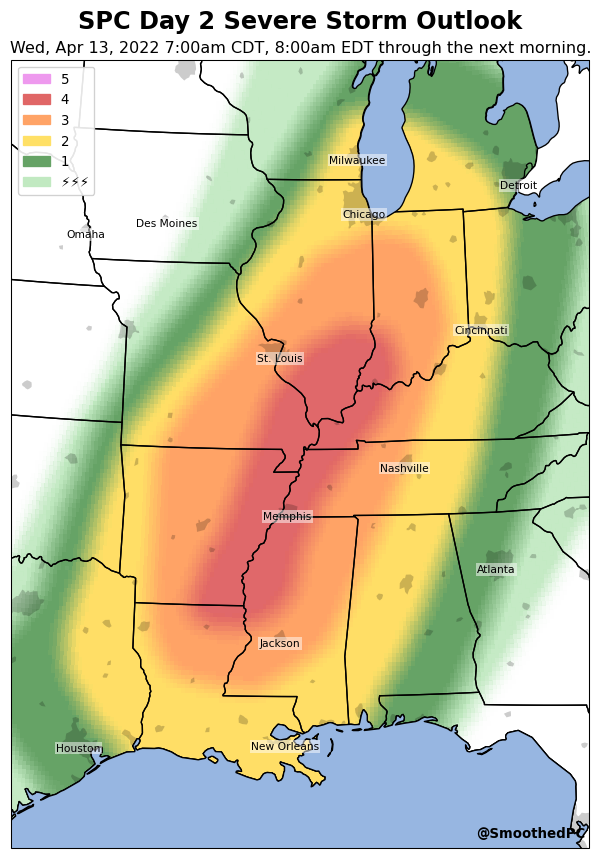 SPC Day 2 Severe Storm Outlook
Wed, Apr 13, 2022 7:00am CDT, 8:00am EDT through the next morning.
5
4
3
2
1
⚡⚡⚡
Milwaukee
Detroit
Chicago
Des Moines
Omaha
Cincinnati
St. Louis
Nashville
Memphis
Atlanta
Jackson
New Orleans
Houston
@SmoothedPC